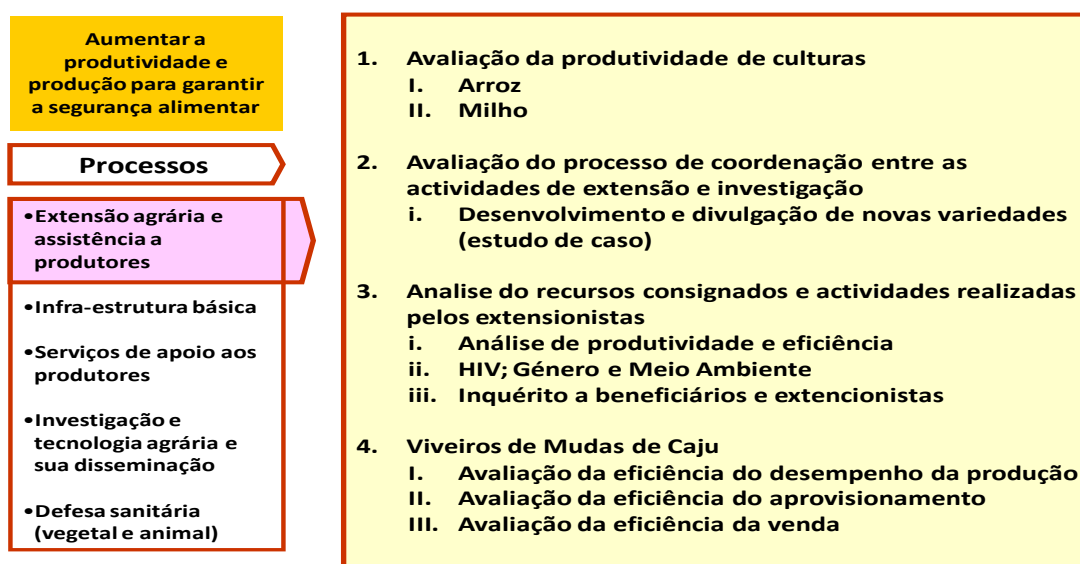 Aumentar a
produtividade e
produção para garantir
a segurança alimentar
Processos
•Extensão agrária e
assistência a
produtores
•Infra-estrutura básica
•Serviços de apoio aos
produtores
•Investigação e
tecnologia agrária e
sua disseminação
•Defesa sanitária
(vegetal e animal)
1. Avaliação da produtividade de culturas
I. Arroz
II. Milho
2. Avaliação do processo de coordenação entre as
actividades de extensão e investigação
i. Desenvolvimento e divulgação de novas variedades
(estudo de caso)
3. Analise do recursos consignados e actividades realizadas
pelos extensionistas
i. Análise de produtividade e eficiência
ii. HIV; Género e Meio Ambiente
iii. Inquérito a beneficiários e extencionistas
4. Viveiros de Mudas de Caju
I. Avaliação da eficiência do desempenho da produção
II. Avaliação da eficiência do aprovisionamento
III. Avaliação da eficiência da venda